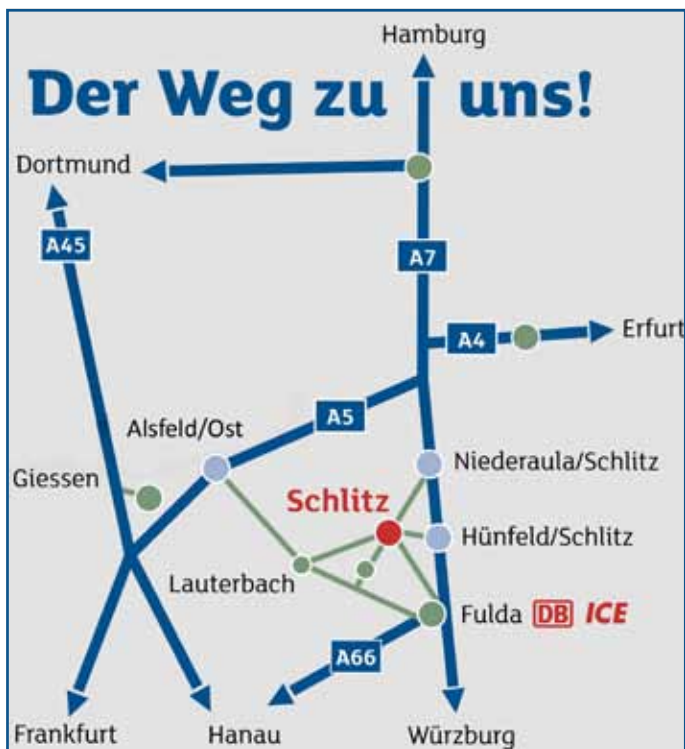 Hamburg
Der Weg zu uns!
Dortmund
A45
A7
A4
Erfurt
A5
Alsfeld/Ost
Niederaula/Schlitz
Giessen
Schlitz
Hünfeld/Schlitz
Lauterbach
Fulda DB ICE
A66
Frankfurt
Hanau
Würzburg